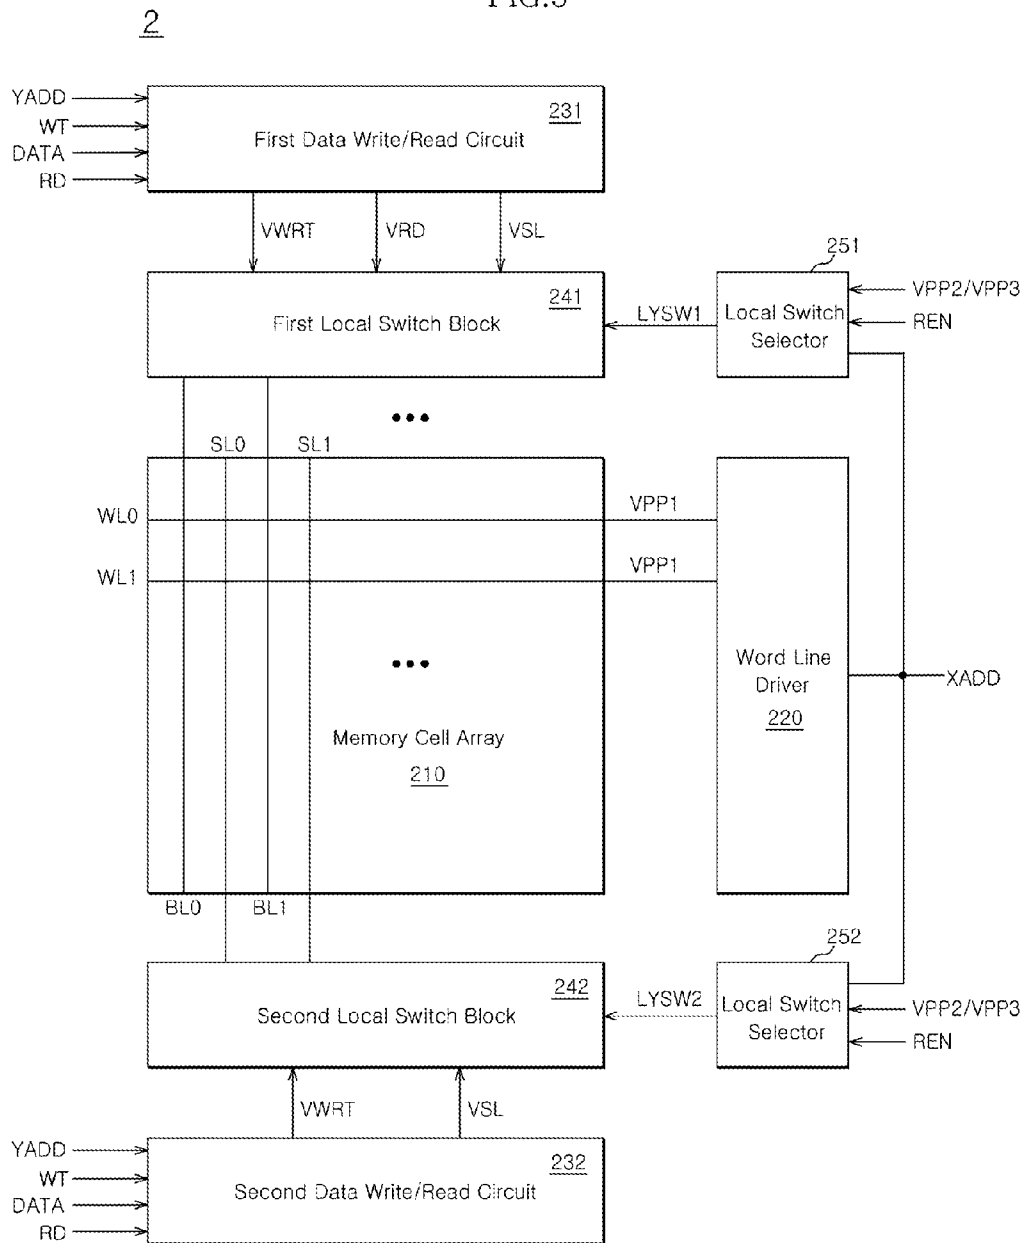 2
YADD
WT
DATA
RD
231
First Data Write/Read Circuit
VWRT
VRD
VSL
241
First Local Switch Block
LYSW1
251
Local Switch
Selector
VPP2/VPP3
REN
SL0
SL1
WL0
VPP1
WL1
VPP1
Word Line
Driver
220
XADD
Memory Cell Array
210
BL0
BL1
242
Second Local Switch Block
LYSW2
252
Local Switch
Selector
VPP2/VPP3
REN
VWRT
VSL
YADD
WT
DATA
RD
232
Second Data Write/Read Circuit